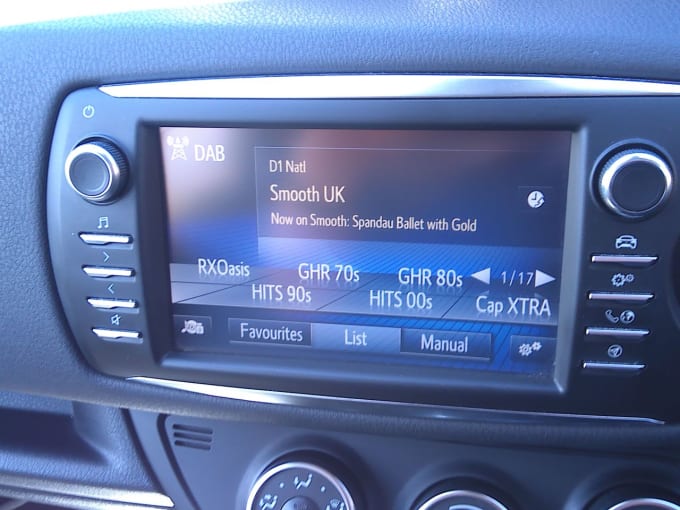 DAB
D1 Natl
Smooth UK
Now on Smooth: Spandau Ballet with Gold
RXOasis GHR 70s GHR 80s 1/17
HITS 90s HITS 00s Cap XTRA
Favourites List Manual